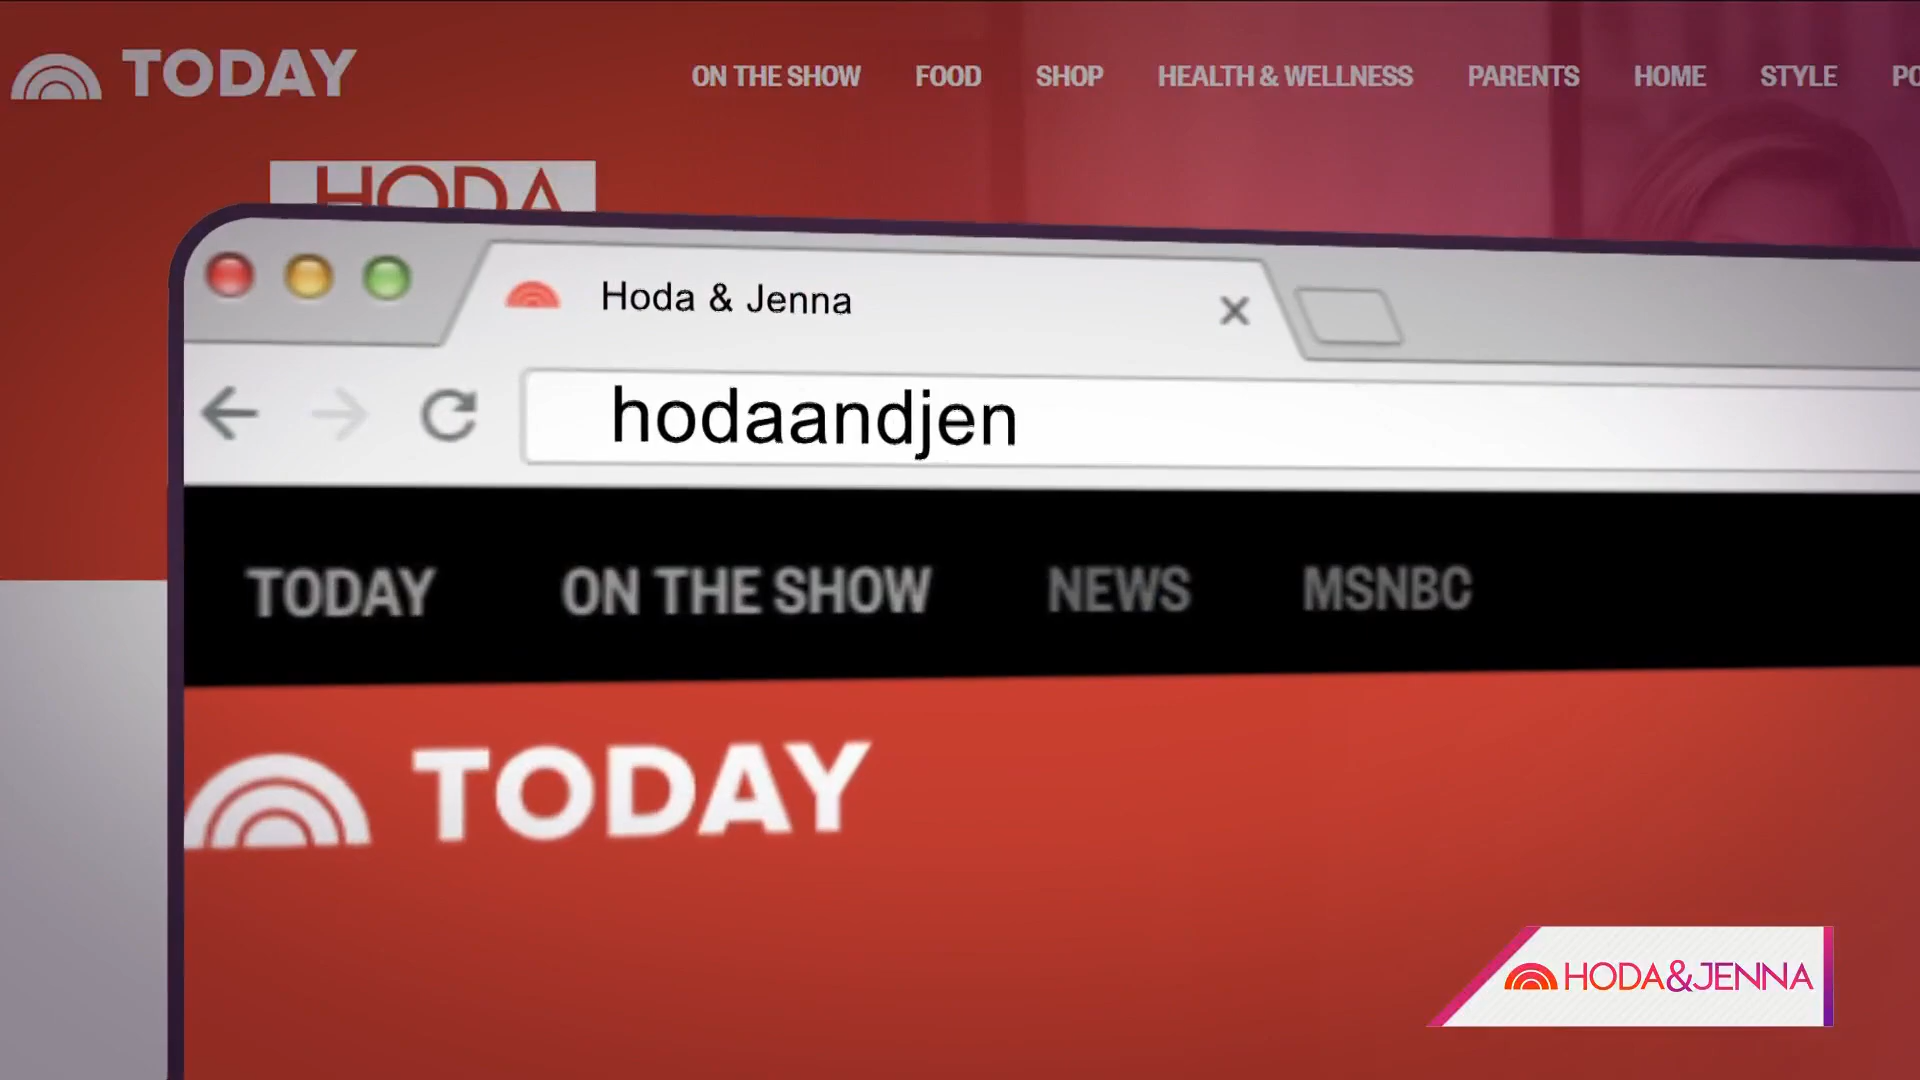 TODAY
ON THE SHOW FOOD SHOP HEALTH & WELLNESS PARENTS HOME STYLE
HODA
Hoda & Jenna
hodaandjen
TODAY ON THE SHOW NEWS MSNBC
TODAY
HODA&JENNA